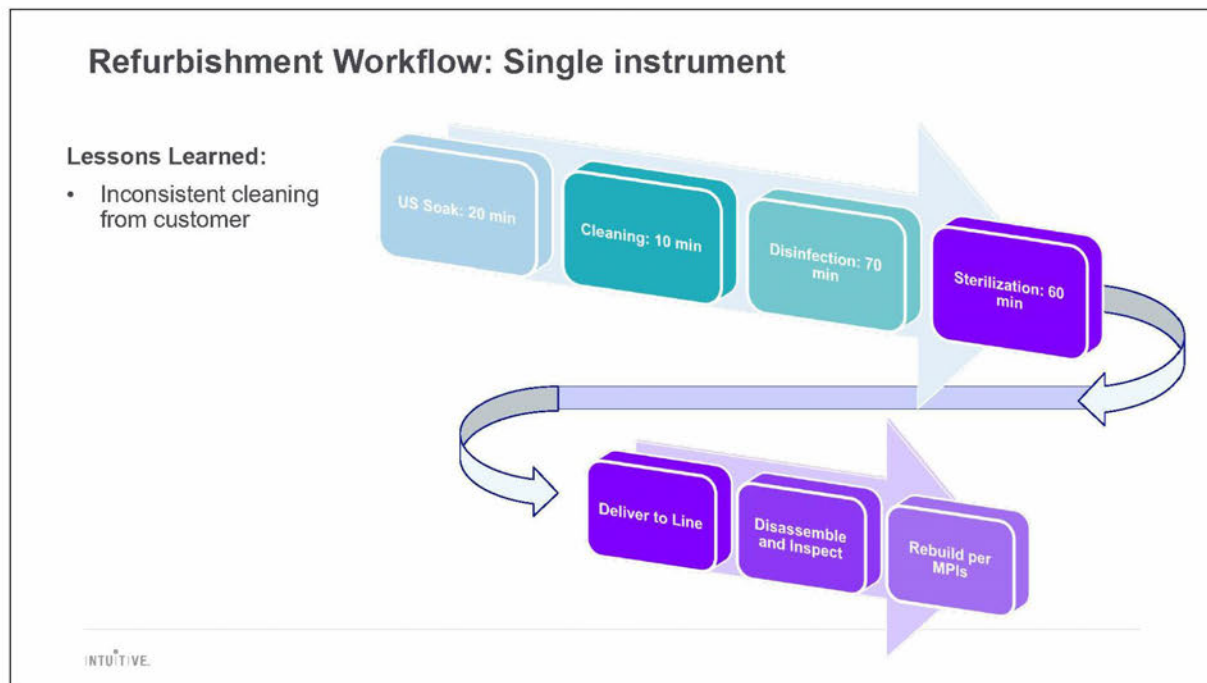 Refurbishment Workflow: Single instrument
Lessons Learned:
• Inconsistent cleaning
from customer
US Soak: 20 min
Cleaning: 10 min
Disinfection: 70
min
Sterilization: 60
min
Deliver to Line
Disassemble
and Inspect
Rebuild per
MPIs
INTUITIVE.